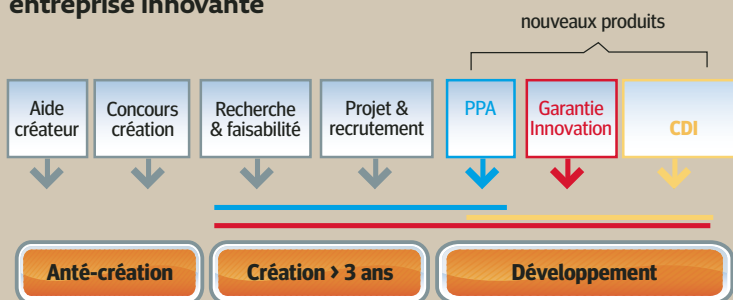 entreprise innovante
nouveaux produits
Aide
créateur
Concours
création
Recherche
& faisabilité
Projet &
recrutement
PPA
Garantie
Innovation
CDI
Anté-création
Création > 3 ans
Développement